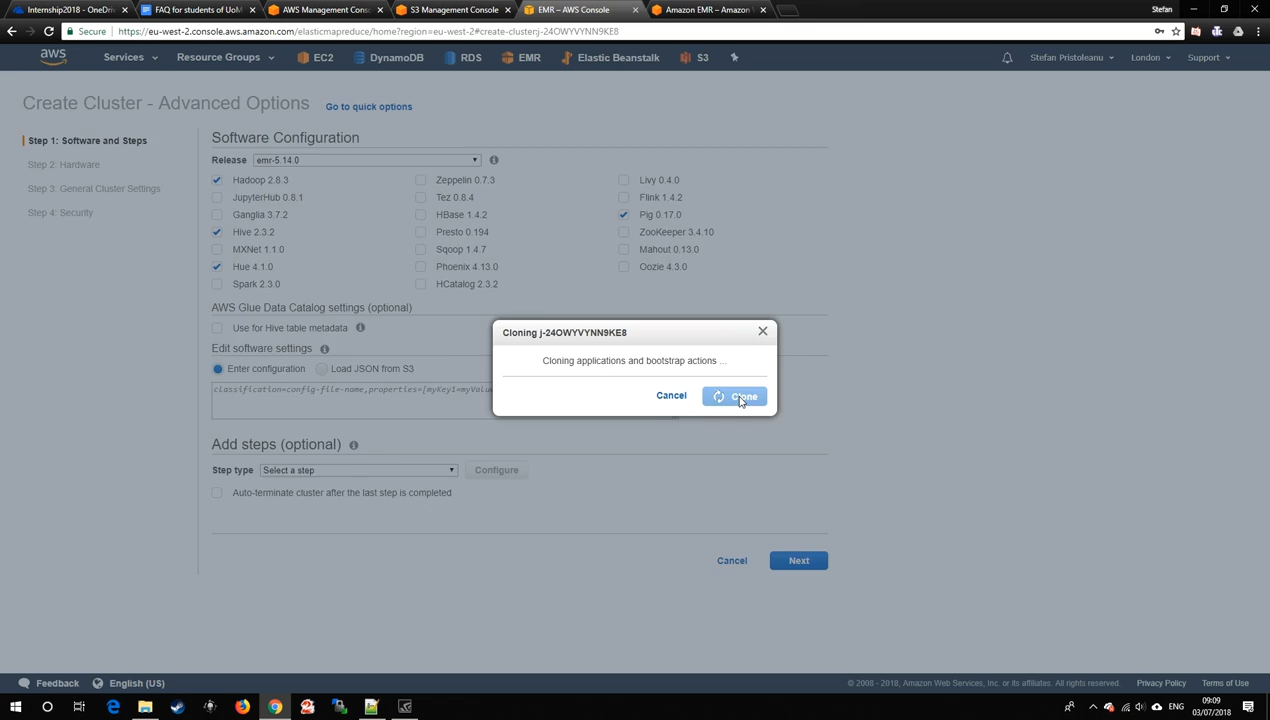 Internship2018 - OneDri
FAQ for students of UoM
AWS Management Cons
S3 Management Console
EMR – AWS Console
Amazon EMR – Amazon
Stefan
Secure
https://eu-west-2.console.aws.amazon.com/elasticmapreduce/home?region=eu-west-2#create-cluster:j-24OWYVYNN9KE8
aws
Services
Resource Groups
EC2
DynamoDB
RDS
EMR
Elastic Beanstalk
S3
Stefan Pristoleanu
London
Support
Create Cluster - Advanced Options
Go to quick options
Step 1: Software and Steps
Step 2: Hardware
Step 3: General Cluster Settings
Step 4: Security
Software Configuration
Release
emr-5.14.0
Hadoop 2.8.3
Zeppelin 0.7.3
Livy 0.4.0
JupyterHub 0.8.1
Tez 0.8.4
Flink 1.4.2
Ganglia 3.7.2
HBase 1.4.2
Pig 0.17.0
Hive 2.3.2
Presto 0.194
ZooKeeper 3.4.10
MXNet 1.1.0
Sqoop 1.4.7
Mahout 0.13.0
Hue 4.1.0
Phoenix 4.13.0
Oozie 4.3.0
Spark 2.3.0
HCatalog 2.3.2
AWS Glue Data Catalog settings (optional)
Use for Hive table metadata
Edit software settings
Enter configuration
Load JSON from S3
classification=config-file-name,properties=[myKey1=myValu
Cloning j-24OWYVYNN9KE8
Cloning applications and bootstrap actions ...
Cancel
Clone
Add steps (optional)
Step type
Select a step
Configure
Auto-terminate cluster after the last step is completed
Cancel
Next
Feedback
English (US)
© 2008 - 2018, Amazon Web Services, Inc. or its affiliates. All rights reserved.
Privacy Policy
Terms of Use
ENG
09:09
03/07/2018